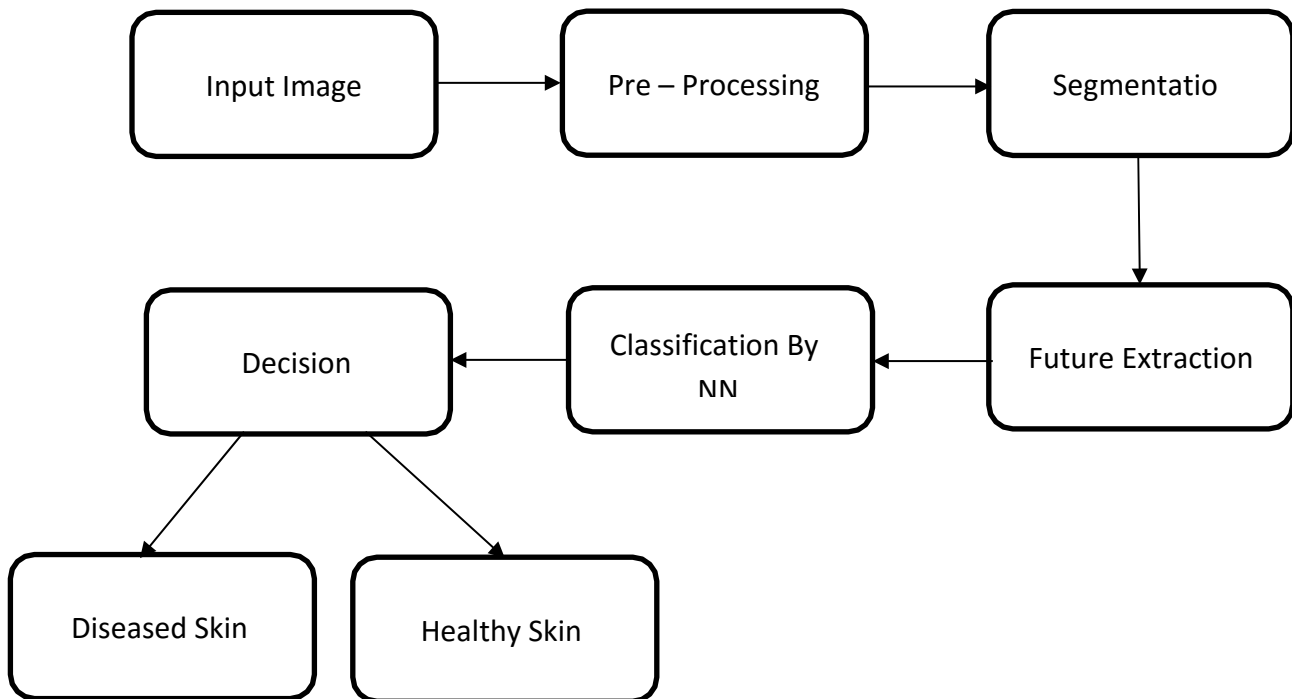 Input Image
Pre – Processing
Segmentatio
Future Extraction
Classification By
NN
Decision
Diseased Skin
Healthy Skin